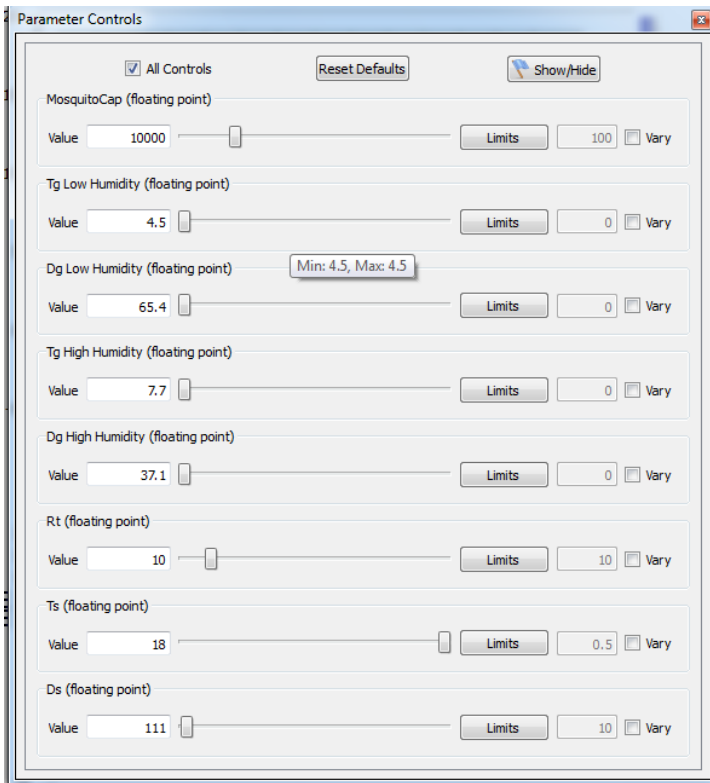 Parameter Controls
All Controls Reset Defaults Show/Hide
MosquitoCap (floating point)
Value 10000 Limits 100 Vary
Tg Low Humidity (floating point)
Value 4.5 Limits 0 Vary
Min: 4.5, Max: 4.5
Dg Low Humidity (floating point)
Value 65.4 Limits 0 Vary
Tg High Humidity (floating point)
Value 7.7 Limits 0 Vary
Dg High Humidity (floating point)
Value 37.1 Limits 0 Vary
Rt (floating point)
Value 10 Limits 10 Vary
Ts (floating point)
Value 18 Limits 0.5 Vary
Ds (floating point)
Value 111 Limits 10 Vary